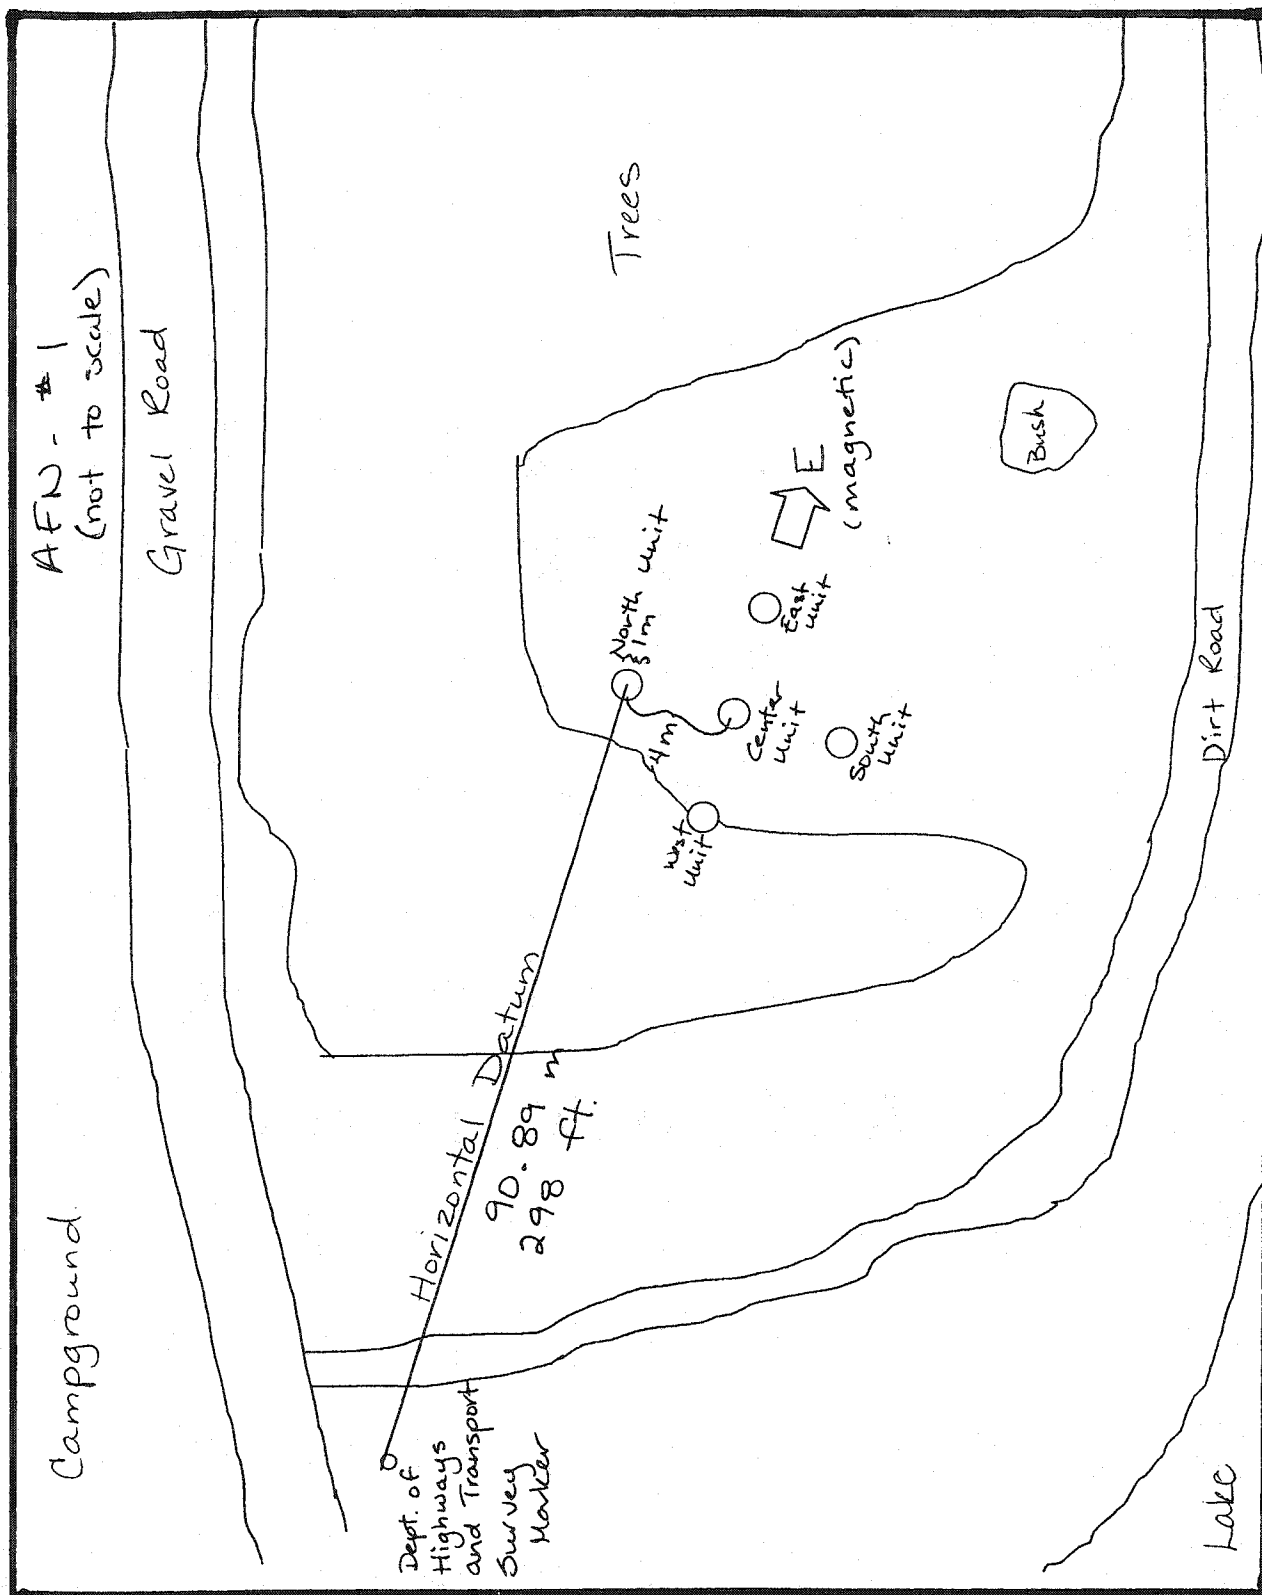 AFN- #1
(not to scale)
Campground.
Gravel Road
Trees
Horizontal Datum
90.89 m
298 ft.
Dept. of
Highways
and Transport
Survey
Marker
North Unit
1m
4m
West
Unit
Center
Unit
East
Unit
South
Unit
E
(magnetic)
Bush
Dirt Road
Lake